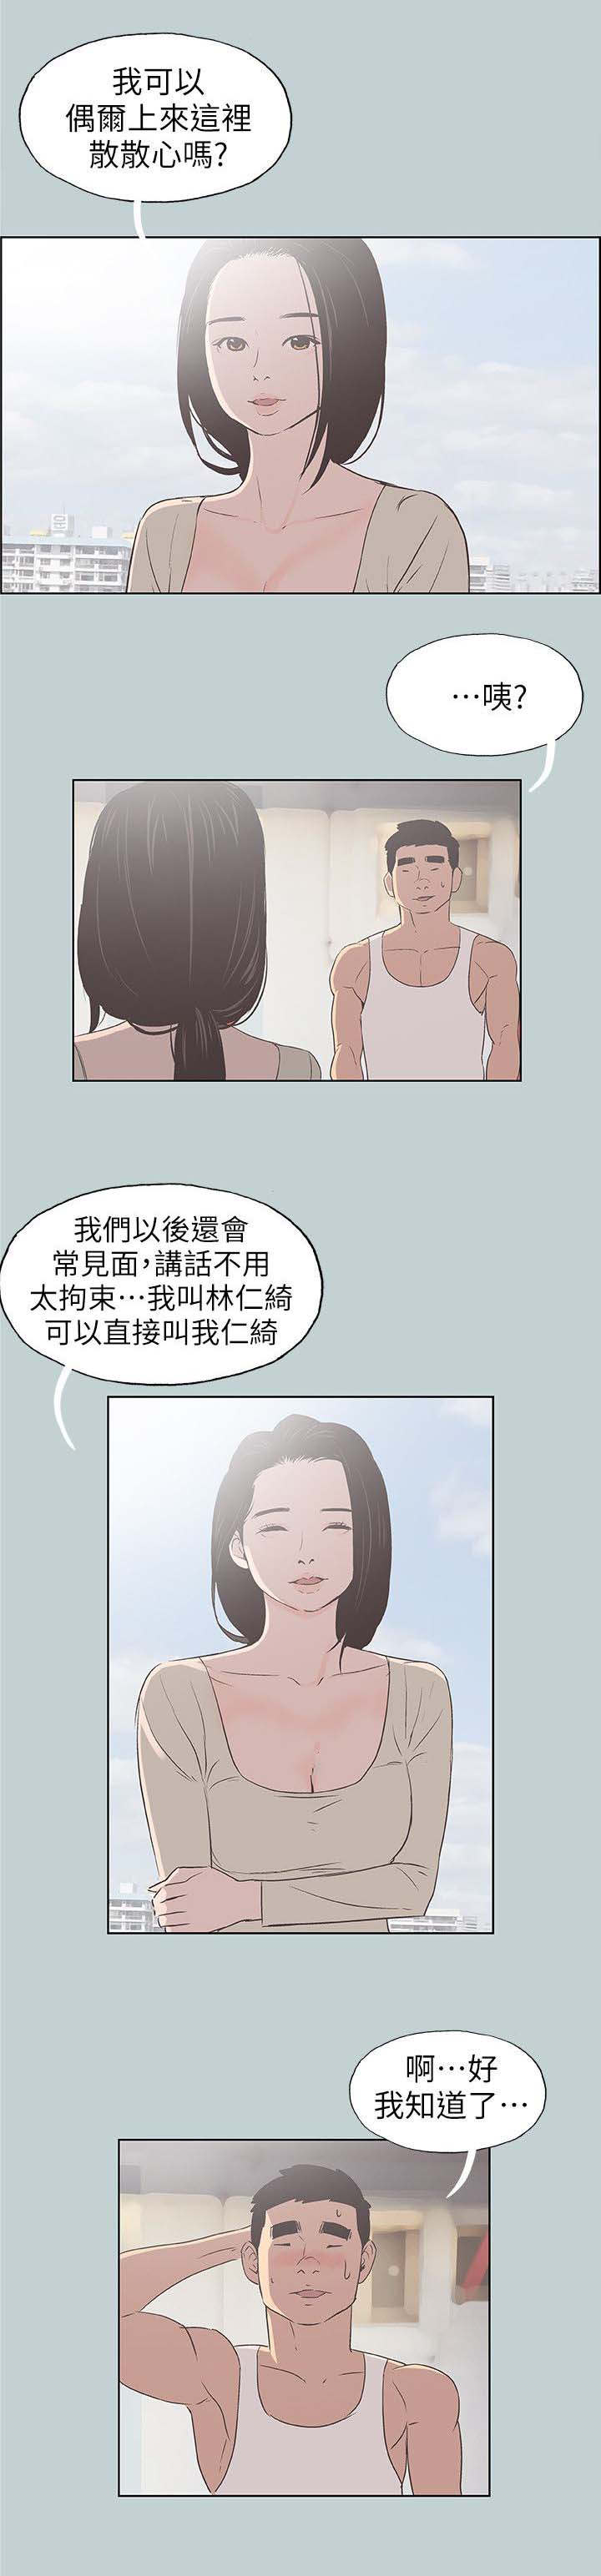 我可以
偶爾上來這裡
散散心嗎?
…咦?
我們以後還會
常見面,講話不用
太拘束…我叫林仁綺
可以直接叫我仁綺
啊…好
我知道了…